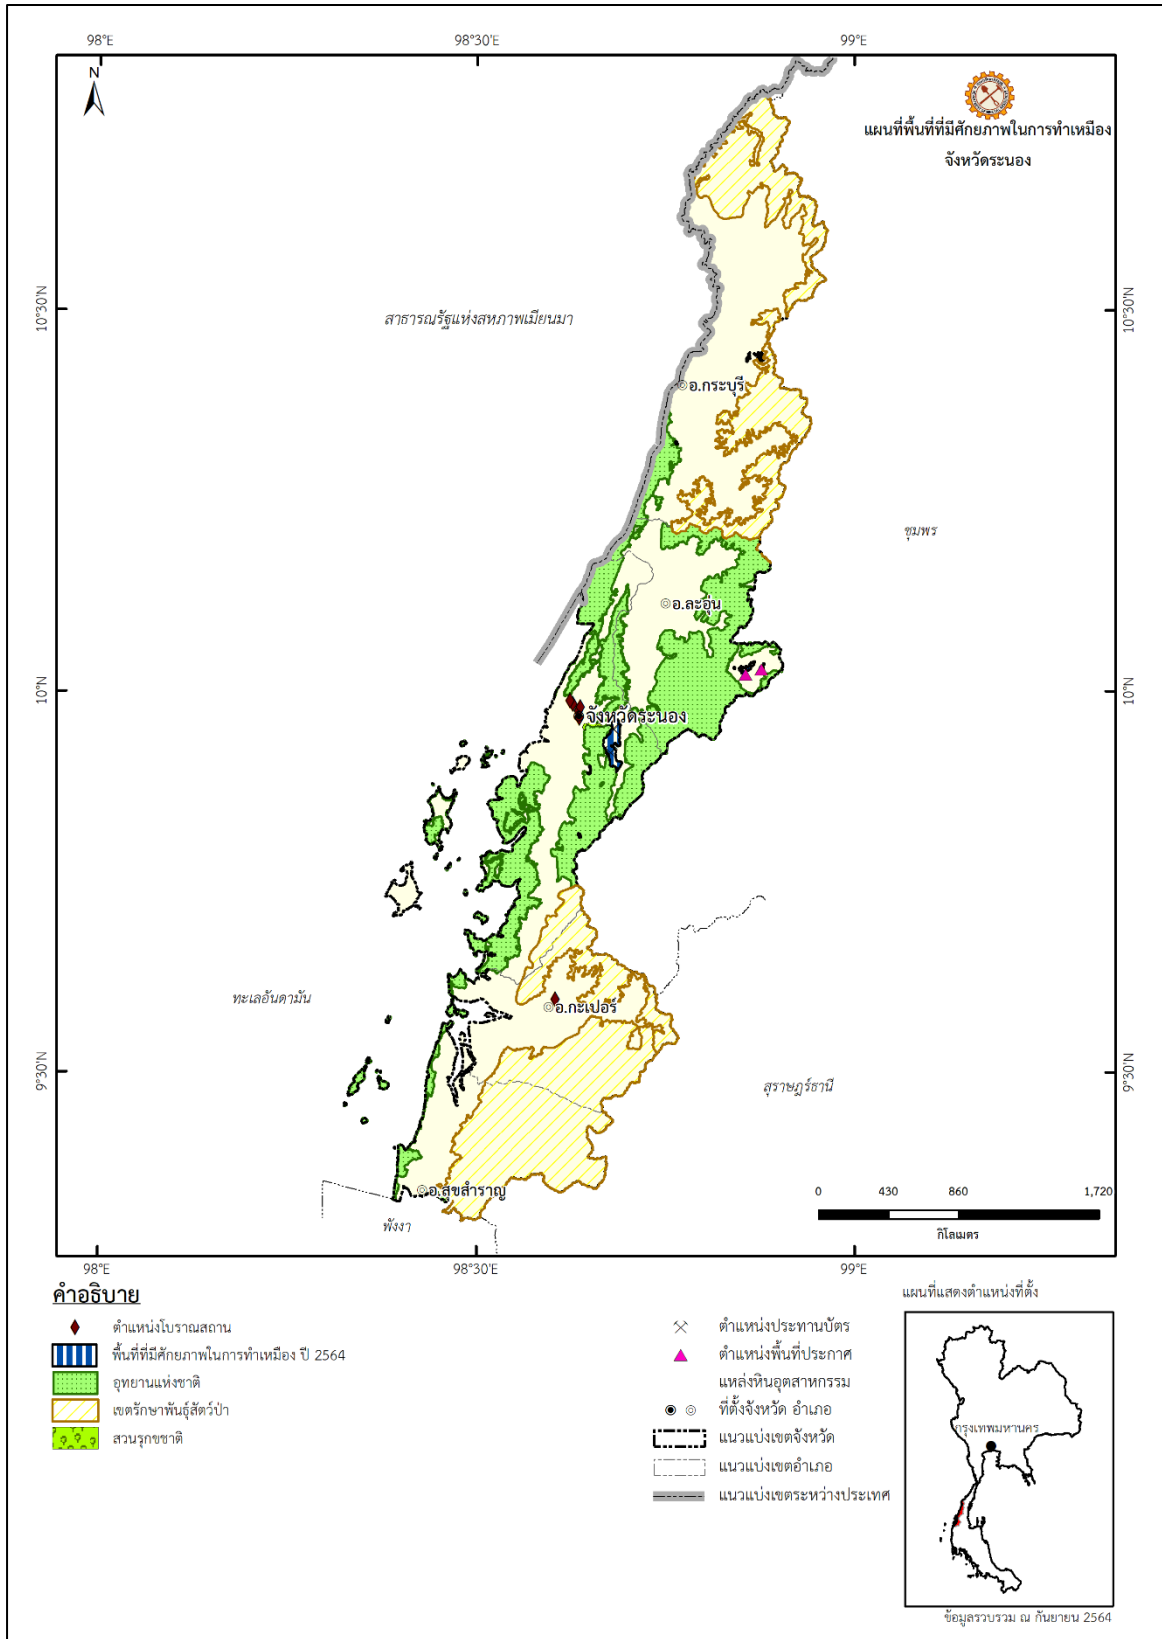 98°E
98°30'E
99°E
N
แผนที่พื้นที่ที่มีศักยภาพในการทำเหมือง
จังหวัดระนอง
10°30'N
10°30'N
สาธารณรัฐแห่งสหภาพเมียนมา
อ.กระบุรี
ชุมพร
อ.ละอุ่น
10°N
10°N
จังหวัดระนอง
ทะเลอันดามัน
อ.กะเปอร์
9°30'N
9°30'N
สุราษฎร์ธานี
อ.สุขสำราญ
พังงา
0
430
860
1,720
กิโลเมตร
98°E
98°30'E
99°E
คำอธิบาย
ตำแหน่งโบราณสถาน
พื้นที่ที่มีศักยภาพในการทำเหมือง ปี 2564
อุทยานแห่งชาติ
เขตรักษาพันธุ์สัตว์ป่า
สวนรุกขชาติ
ตำแหน่งประทานบัตร
ตำแหน่งพื้นที่ประกาศ
แหล่งหินอุตสาหกรรม
ที่ตั้งจังหวัด อำเภอ
แนวแบ่งเขตจังหวัด
แนวแบ่งเขตอำเภอ
แนวแบ่งเขตระหว่างประเทศ
แผนที่แสดงตำแหน่งที่ตั้ง
กรุงเทพมหานคร
ข้อมูลรวบรวม ณ กันยายน 2564